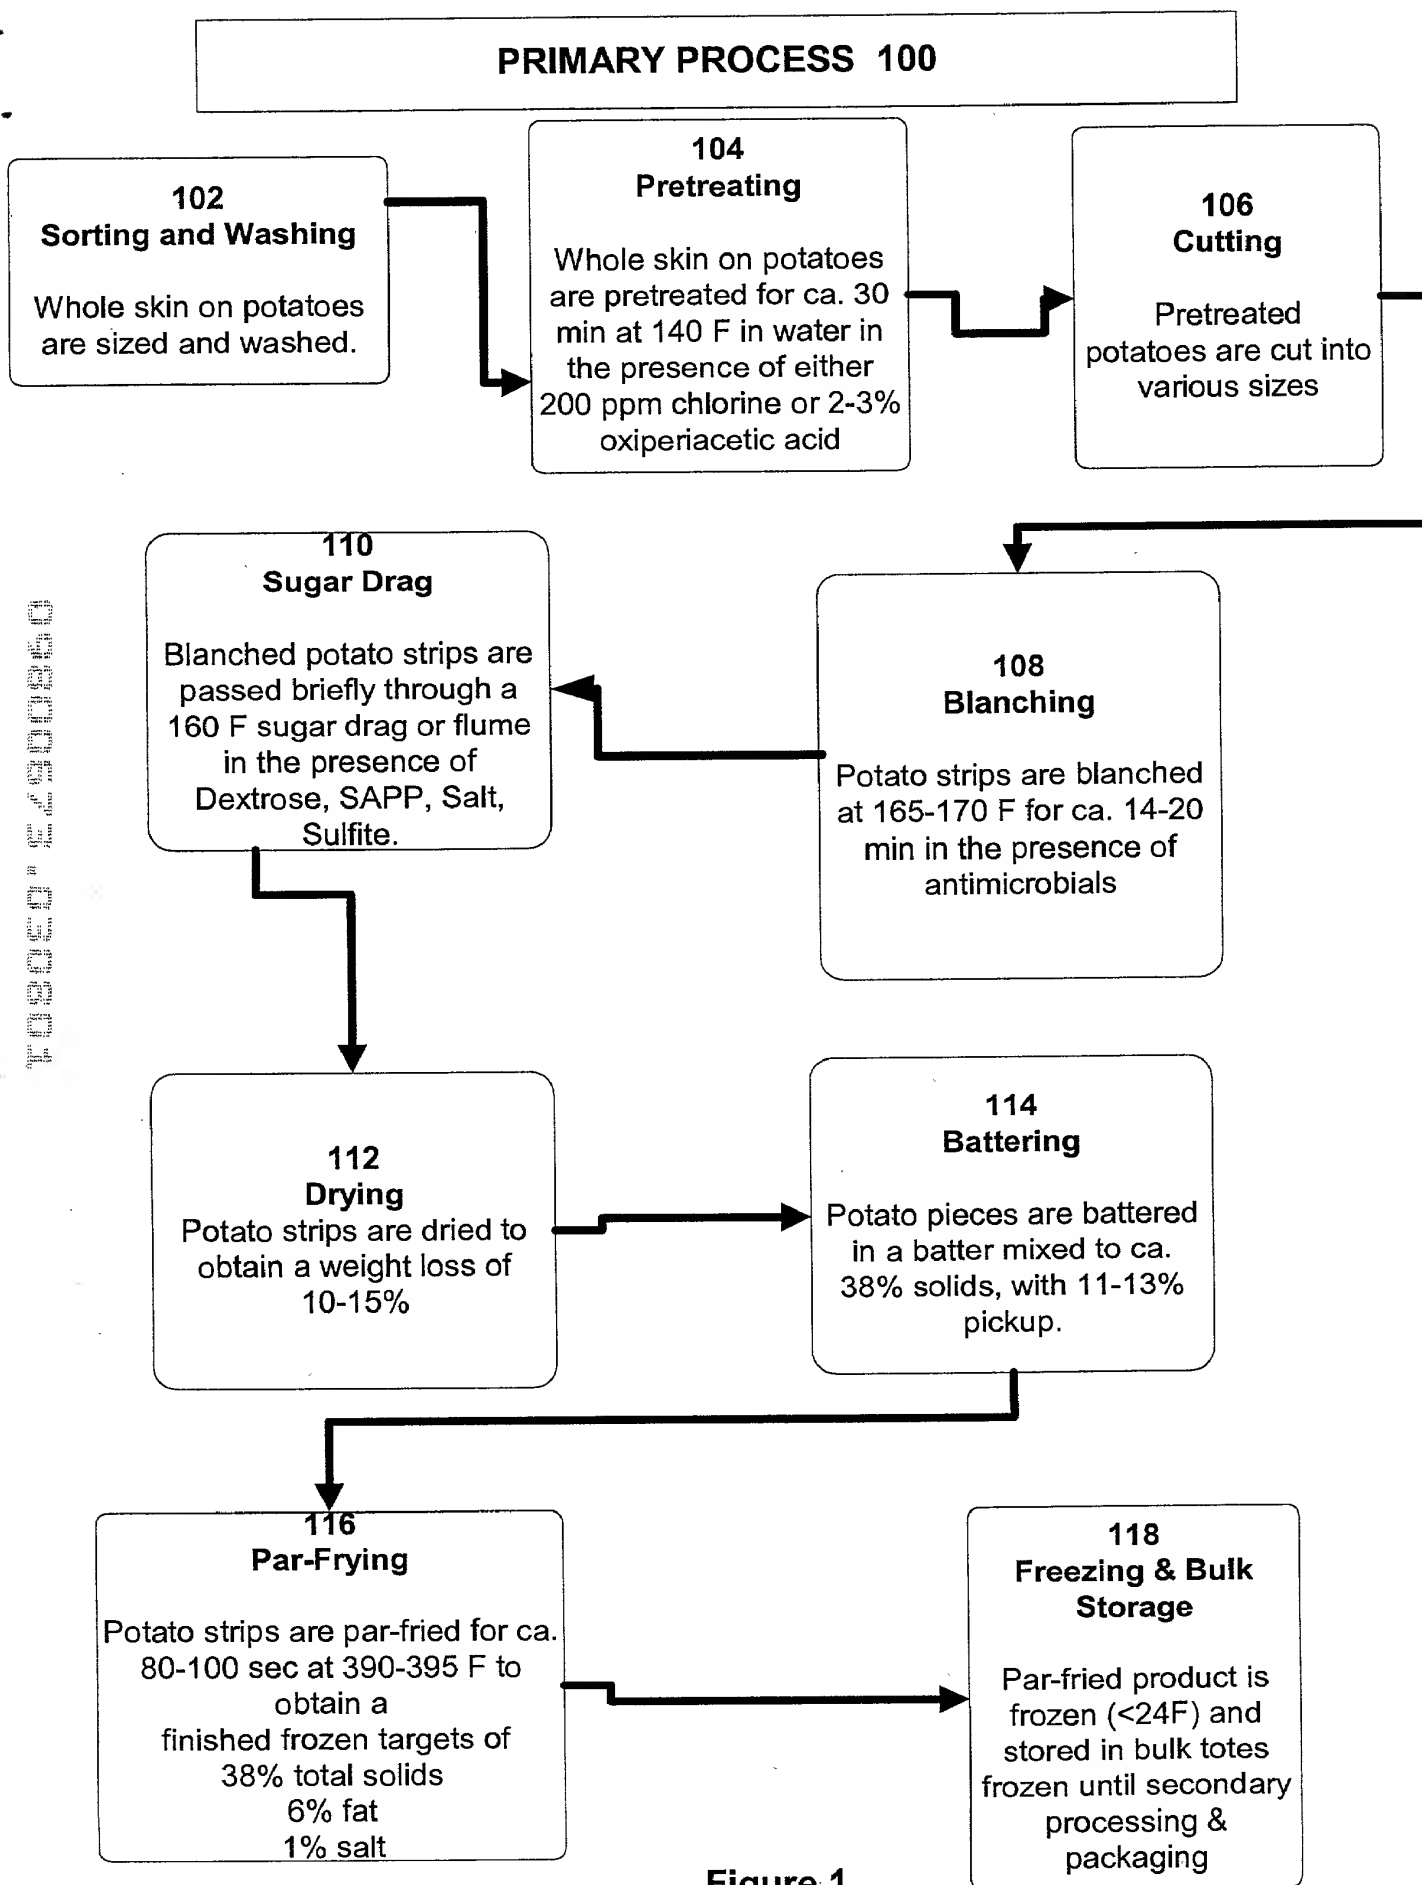 PRIMARY PROCESS 100
102
Sorting and Washing
Whole skin on potatoes
are sized and washed.
104
Pretreating
Whole skin on potatoes
are pretreated for ca. 30
min at 140 F in water in
the presence of either
200 ppm chlorine or 2-3%
oxiperiacetic acid
106
Cutting
Pretreated
potatoes are cut into
various sizes
108
Blanching
Potato strips are blanched
at 165-170 F for ca. 14-20
min in the presence of
antimicrobials
110
Sugar Drag
Blanched potato strips are
passed briefly through a
160 F sugar drag or flume
in the presence of
Dextrose, SAPP, Salt,
Sulfite.
112
Drying
Potato strips are dried to
obtain a weight loss of
10-15%
114
Battering
Potato pieces are battered
in a batter mixed to ca.
38% solids, with 11-13%
pickup.
116
Par-Frying
Potato strips are par-fried for ca.
80-100 sec at 390-395 F to
obtain a
finished frozen targets of
38% total solids
6% fat
1% salt
118
Freezing & Bulk
Storage
Par-fried product is
frozen (<24F) and
stored in bulk totes
frozen until secondary
processing &
packaging
Figure 1